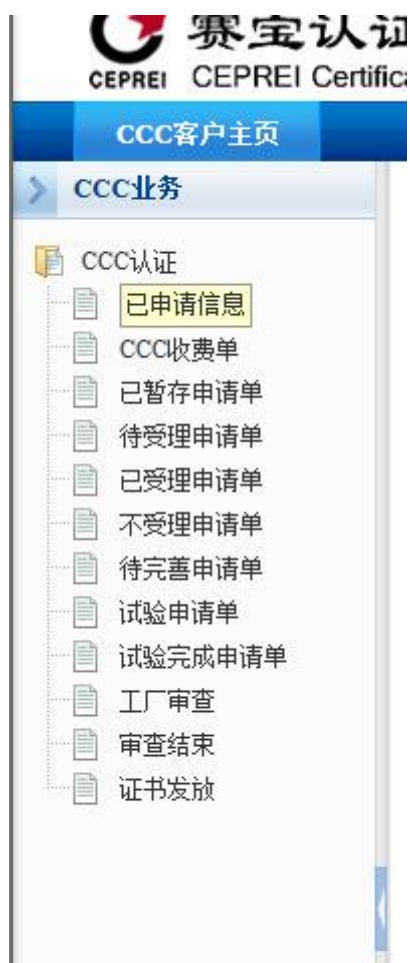 赛宝认证
CEPREI CEPREI Certifica
CCC客户主页
CCC业务
CCC认证
已申请信息
CCC收费单
已暂存申请单
待受理申请单
已受理申请单
不受理申请单
待完善申请单
试验申请单
试验完成申请单
工厂审查
审查结束
证书发放